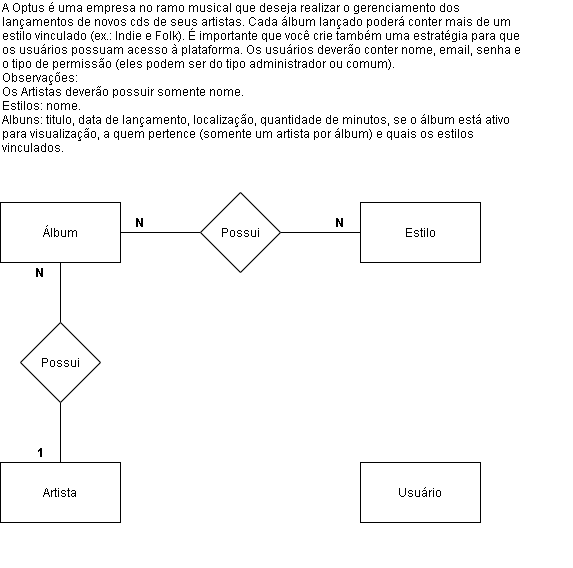 A Optus é uma empresa no ramo musical que deseja realizar o gerenciamento dos
lançamentos de novos cds de seus artistas. Cada álbum lançado poderá conter mais de um
estilo vinculado (ex.: Indie e Folk). É importante que você crie também uma estratégia para que
os usuários possuam acesso à plataforma. Os usuários deverão conter nome, email, senha e
o tipo de permissão (eles podem ser do tipo administrador ou comum).
Observações:
Os Artistas deverão possuir somente nome.
Estilos: nome.
Albuns: titulo, data de lançamento, localização, quantidade de minutos, se o álbum está ativo
para visualização, a quem pertence (somente um artista por álbum) e quais os estilos
vinculados.
Álbum
N
Possui
N
Estilo
N
Possui
1
Artista
Usuário